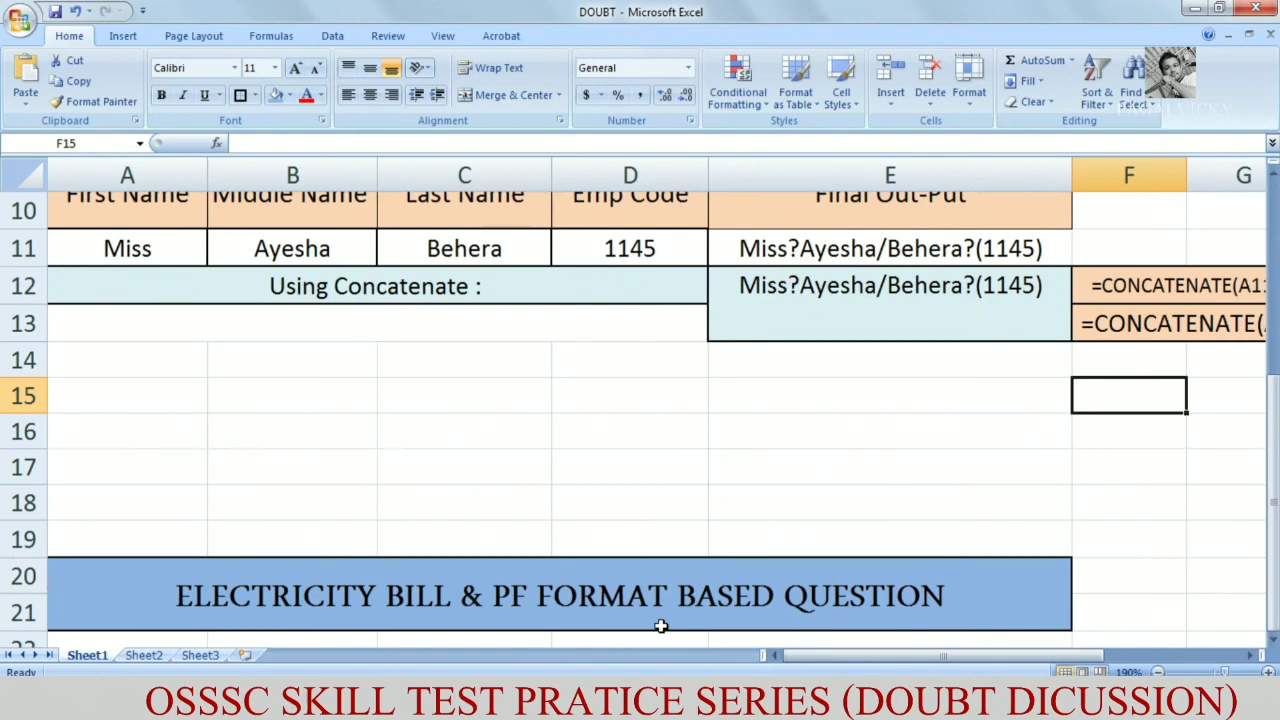 DOUBT - Microsoft Excel
Home Insert Page Layout Formulas Data Review View Acrobat
Paste Cut Copy Format Painter
Calibri 11
B I U A
Wrap Text
Merge & Center
General
$ % ,
Conditional Formatting Format as Table Cell Styles
Insert Delete Format
Σ AutoSum Fill Clear
Sort & Filter Find Select
Clipboard Font Alignment Number Styles Cells Editing
F15 fx
A B C D E F G
10 First Name Middle Name Last Name Emp Code Final Out-Put
11 Miss Ayesha Behera 1145 Miss?Ayesha/Behera?(1145)
12 Using Concatenate : Miss?Ayesha/Behera?(1145) =CONCATENATE(A11
13 =CONCATENATE(A
14
15
16
17
18
19
20
ELECTRICITY BILL & PF FORMAT BASED QUESTION
21
22
Sheet1 Sheet2 Sheet3
Ready 190%
OSSSC SKILL TEST PRATICE SERIES (DOUBT DICUSSION)